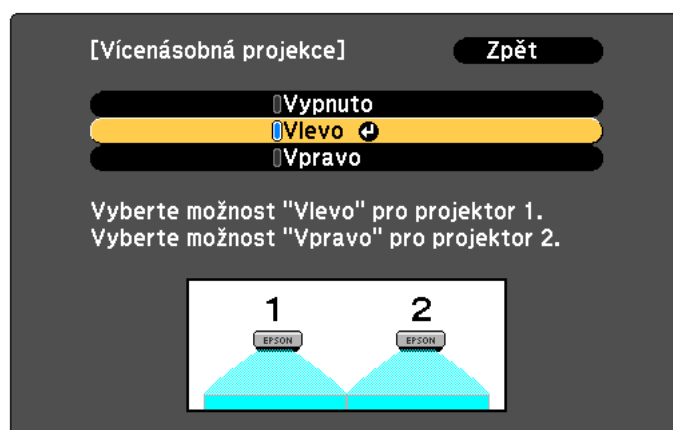 [Vícenásobná projekce] Zpět
Vypnuto
Vlevo
Vpravo
Vyberte možnost "Vlevo" pro projektor 1.
Vyberte možnost "Vpravo" pro projektor 2.
1 2
EPSON EPSON